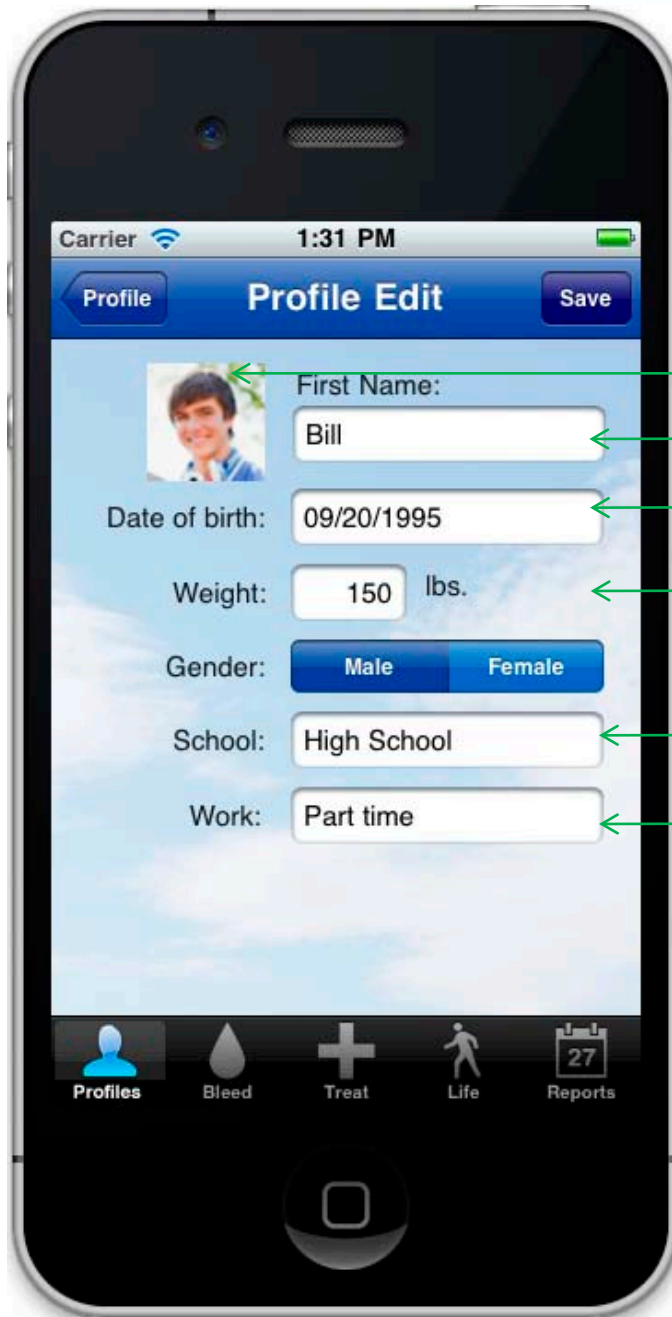 Carrier 1:31 PM
Profile Profile Edit Save
First Name:
Bill
Date of birth: 09/20/1995
Weight: 150 lbs.
Gender: Male Female
School: High School
Work: Part time
27
Profiles Bleed Treat Life Reports